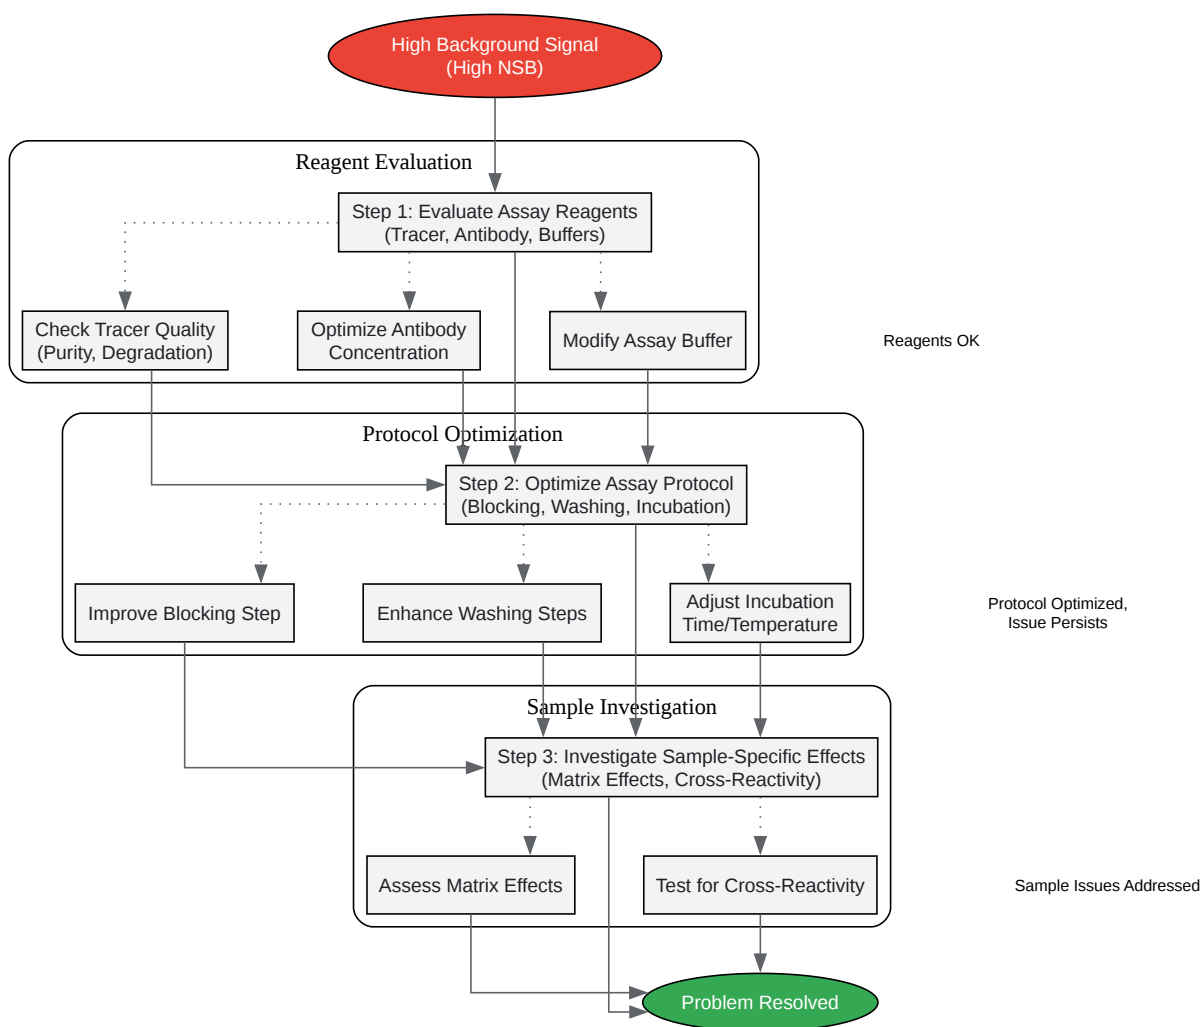 High Background Signal
(High NSB)
Reagent Evaluation
Step 1: Evaluate Assay Reagents
(Tracer, Antibody, Buffers)
Check Tracer Quality
(Purity, Degradation)
Optimize Antibody
Concentration
Modify Assay Buffer
Reagents OK
Protocol Optimization
Step 2: Optimize Assay Protocol
(Blocking, Washing, Incubation)
Improve Blocking Step
Enhance Washing Steps
Adjust Incubation
Time/Temperature
Protocol Optimized,
Issue Persists
Sample Investigation
Step 3: Investigate Sample-Specific Effects
(Matrix Effects, Cross-Reactivity)
Assess Matrix Effects
Test for Cross-Reactivity
Sample Issues Addressed
Problem Resolved